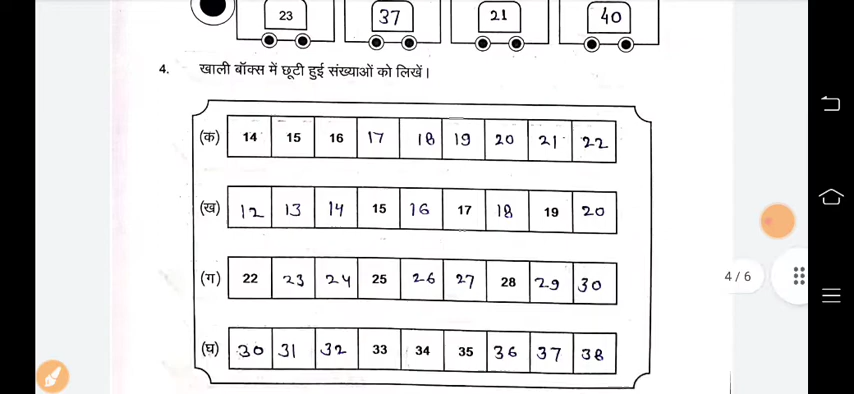 23 37 21 40
4. खाली बॉक्स में छूटी हुई संख्याओं को लिखें।
(क) 14 15 16 17 18 19 20 21 22
(ख) 12 13 14 15 16 17 18 19 20
(ग) 22 23 24 25 26 27 28 29 30
4 / 6
(घ) 30 31 32 33 34 35 36 37 38